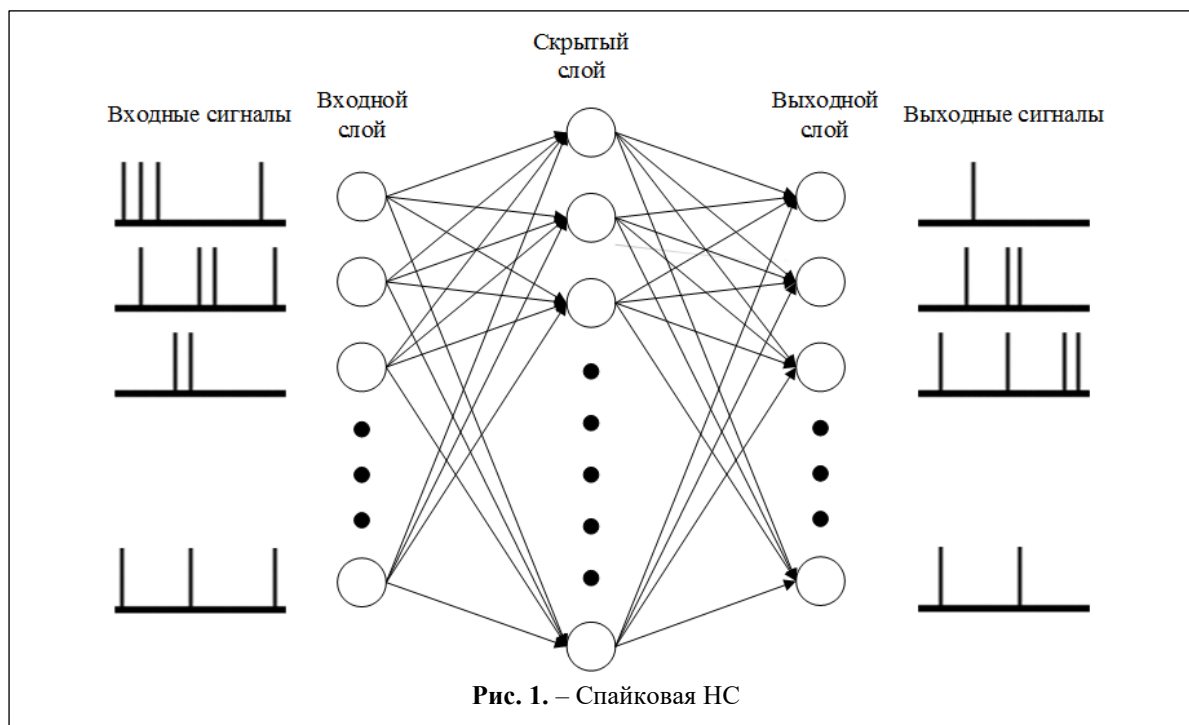 Скрытый
слой
Входные сигналы
Входной
слой
Выходной
слой
Выходные сигналы
Рис. 1. – Спайковая НС